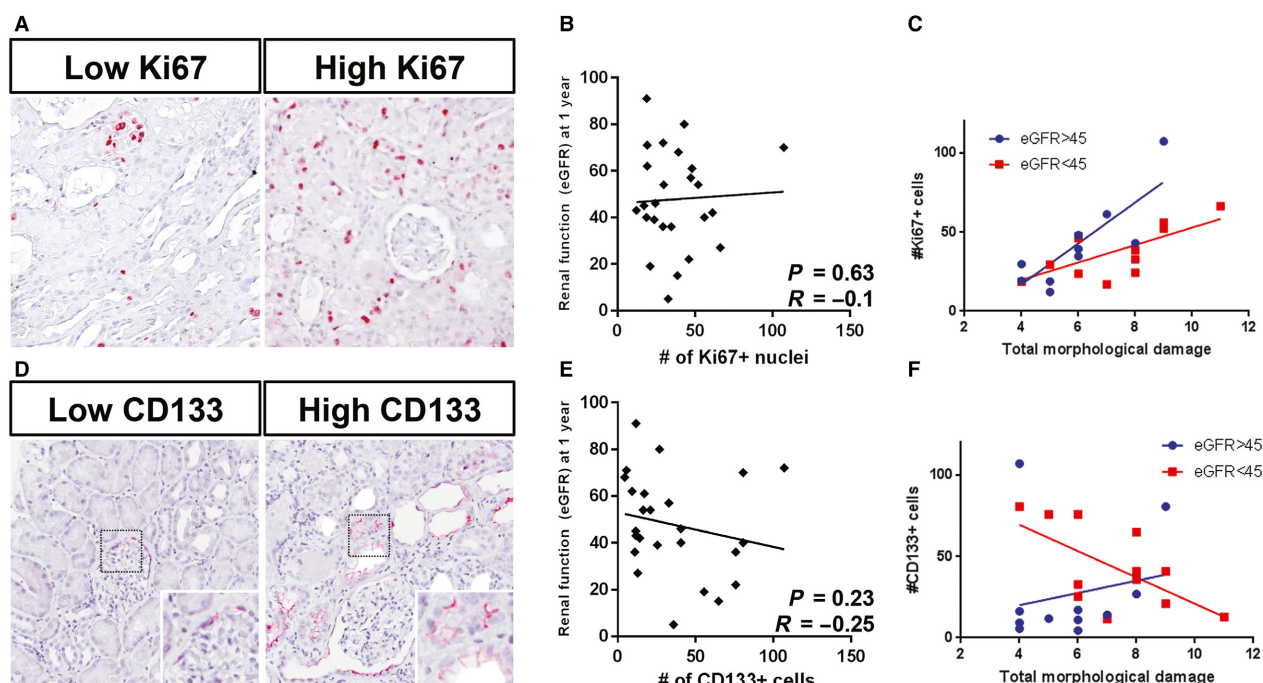 A
Low Ki67
High Ki67
B
Renal function (eGFR) at 1 year
100
80
60
40
20
0
0
50
100
150
P = 0.63
R = –0.1
# of Ki67+ nuclei
C
eGFR>45
eGFR<45
#Ki67+ cells
100
50
0
2
4
6
8
10
12
Total morphological damage
D
Low CD133
High CD133
E
Renal function (eGFR) at 1 year
100
80
60
40
20
0
0
50
100
150
P = 0.23
R = –0.25
# of CD133+ cells
F
eGFR>45
eGFR<45
#CD133+ cells
100
50
0
2
4
6
8
10
12
Total morphological damage